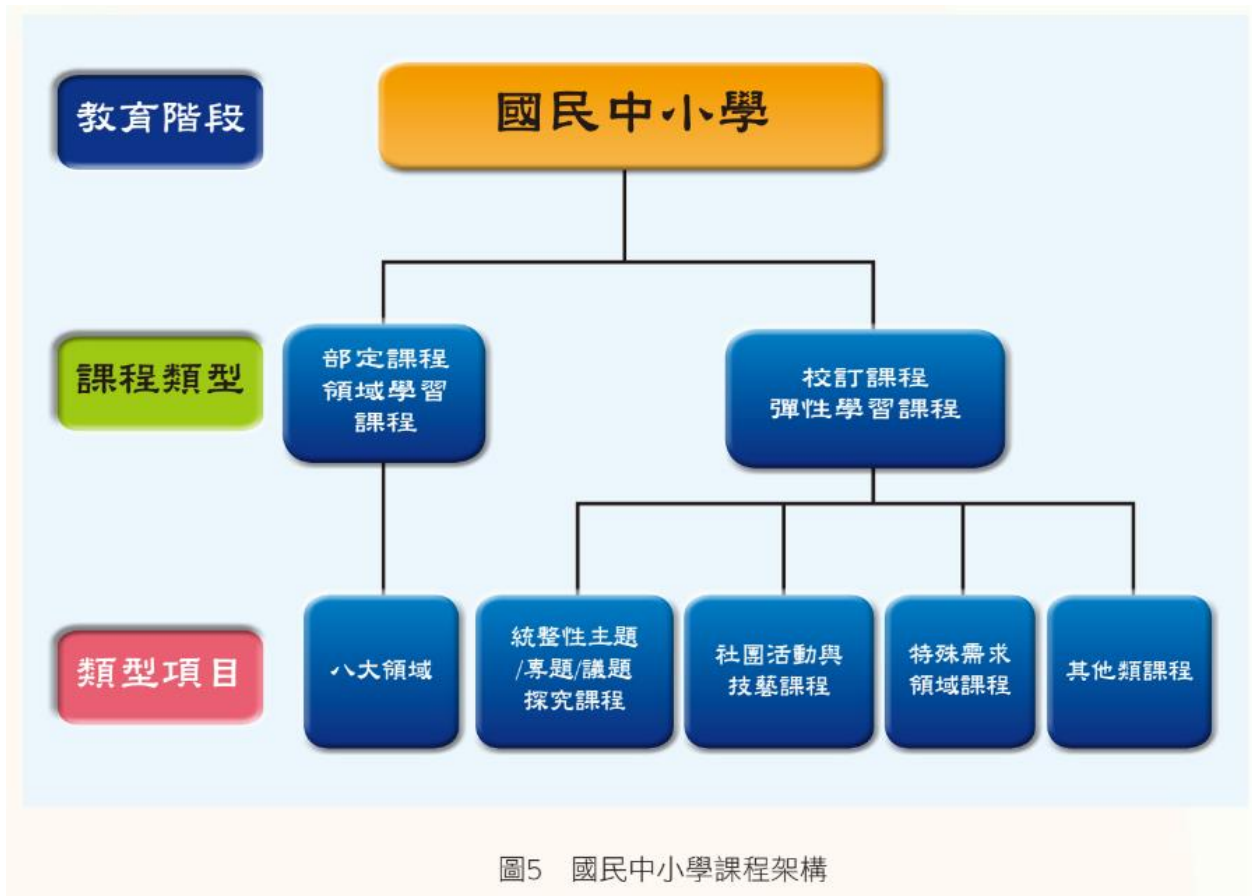 教育階段
國民中小學
課程類型
部定課程
領域學習
課程
校訂課程
彈性學習課程
類型項目
八大領域
統整性主題
/專題/議題
探究課程
社團活動與
技藝課程
特殊需求
領域課程
其他類課程
圖5 國民中小學課程架構